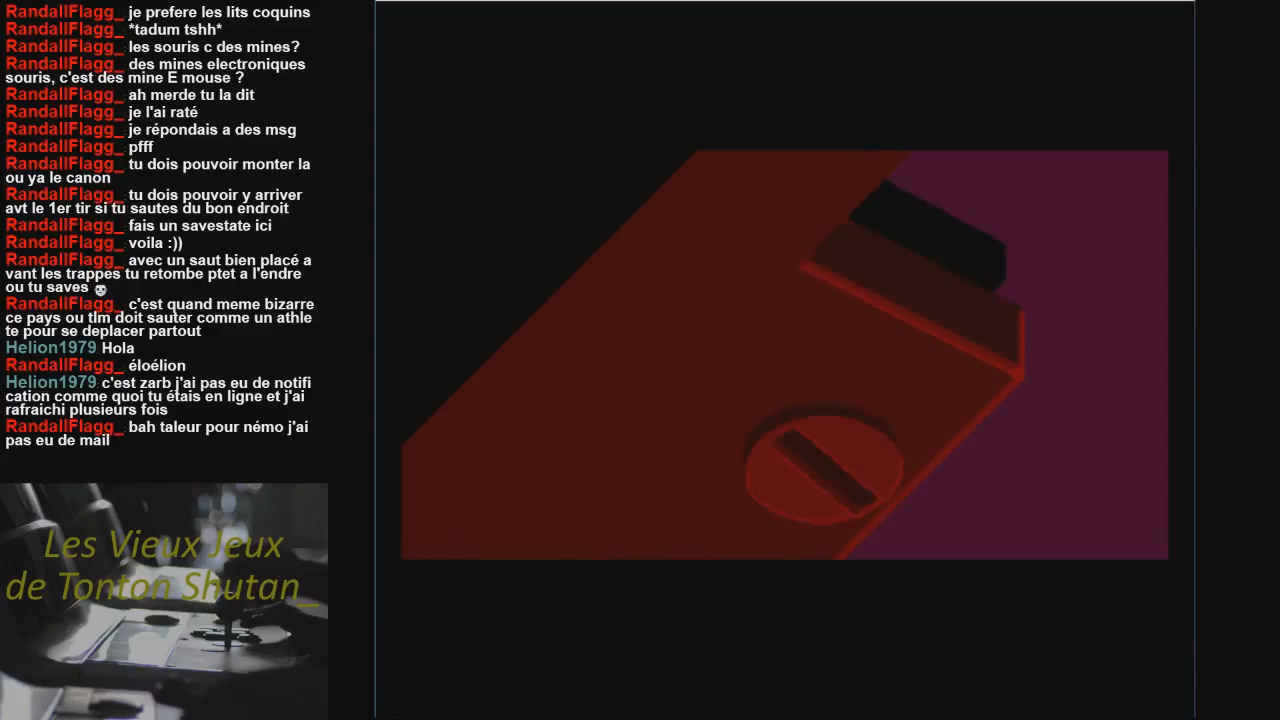 RandallFlagg_ je prefere les lits coquins
RandallFlagg_ *tadum tshh*
RandallFlagg_ les souris c des mines?
RandallFlagg_ des mines electroniques
souris, c'est des mine E mouse ?
RandallFlagg_ ah merde tu la dit
RandallFlagg_ je l'ai raté
RandallFlagg_ je répondais a des msg
RandallFlagg_ pfff
RandallFlagg_ tu dois pouvoir monter la
ou ya le canon
RandallFlagg_ tu dois pouvoir y arriver
avt le 1er tir si tu sautes du bon endroit
RandallFlagg_ fais un savestate ici
RandallFlagg_ voila :))
RandallFlagg_ avec un saut bien placé a
vant les trappes tu retombe ptet a l'endre
ou tu saves
RandallFlagg_ c'est quand meme bizarre
ce pays ou tlm doit sauter comme un athle
te pour se deplacer partout
Helion1979 Hola
RandallFlagg_ éloélion
Helion1979 c'est zarb j'ai pas eu de notifi
cation comme quoi tu étais en ligne et j'ai
rafraichi plusieurs fois
RandallFlagg_ bah taleur pour némo j'ai
pas eu de mail
Les Vieux Jeux
de Tonton Shutan_